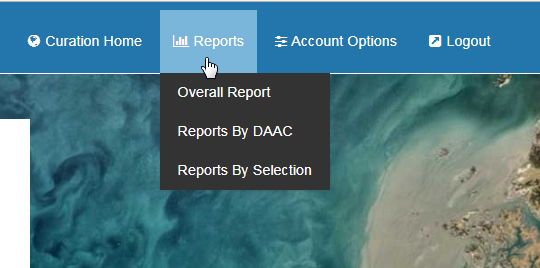 Curation Home Reports Account Options Logout
Overall Report
Reports By DAAC
Reports By Selection